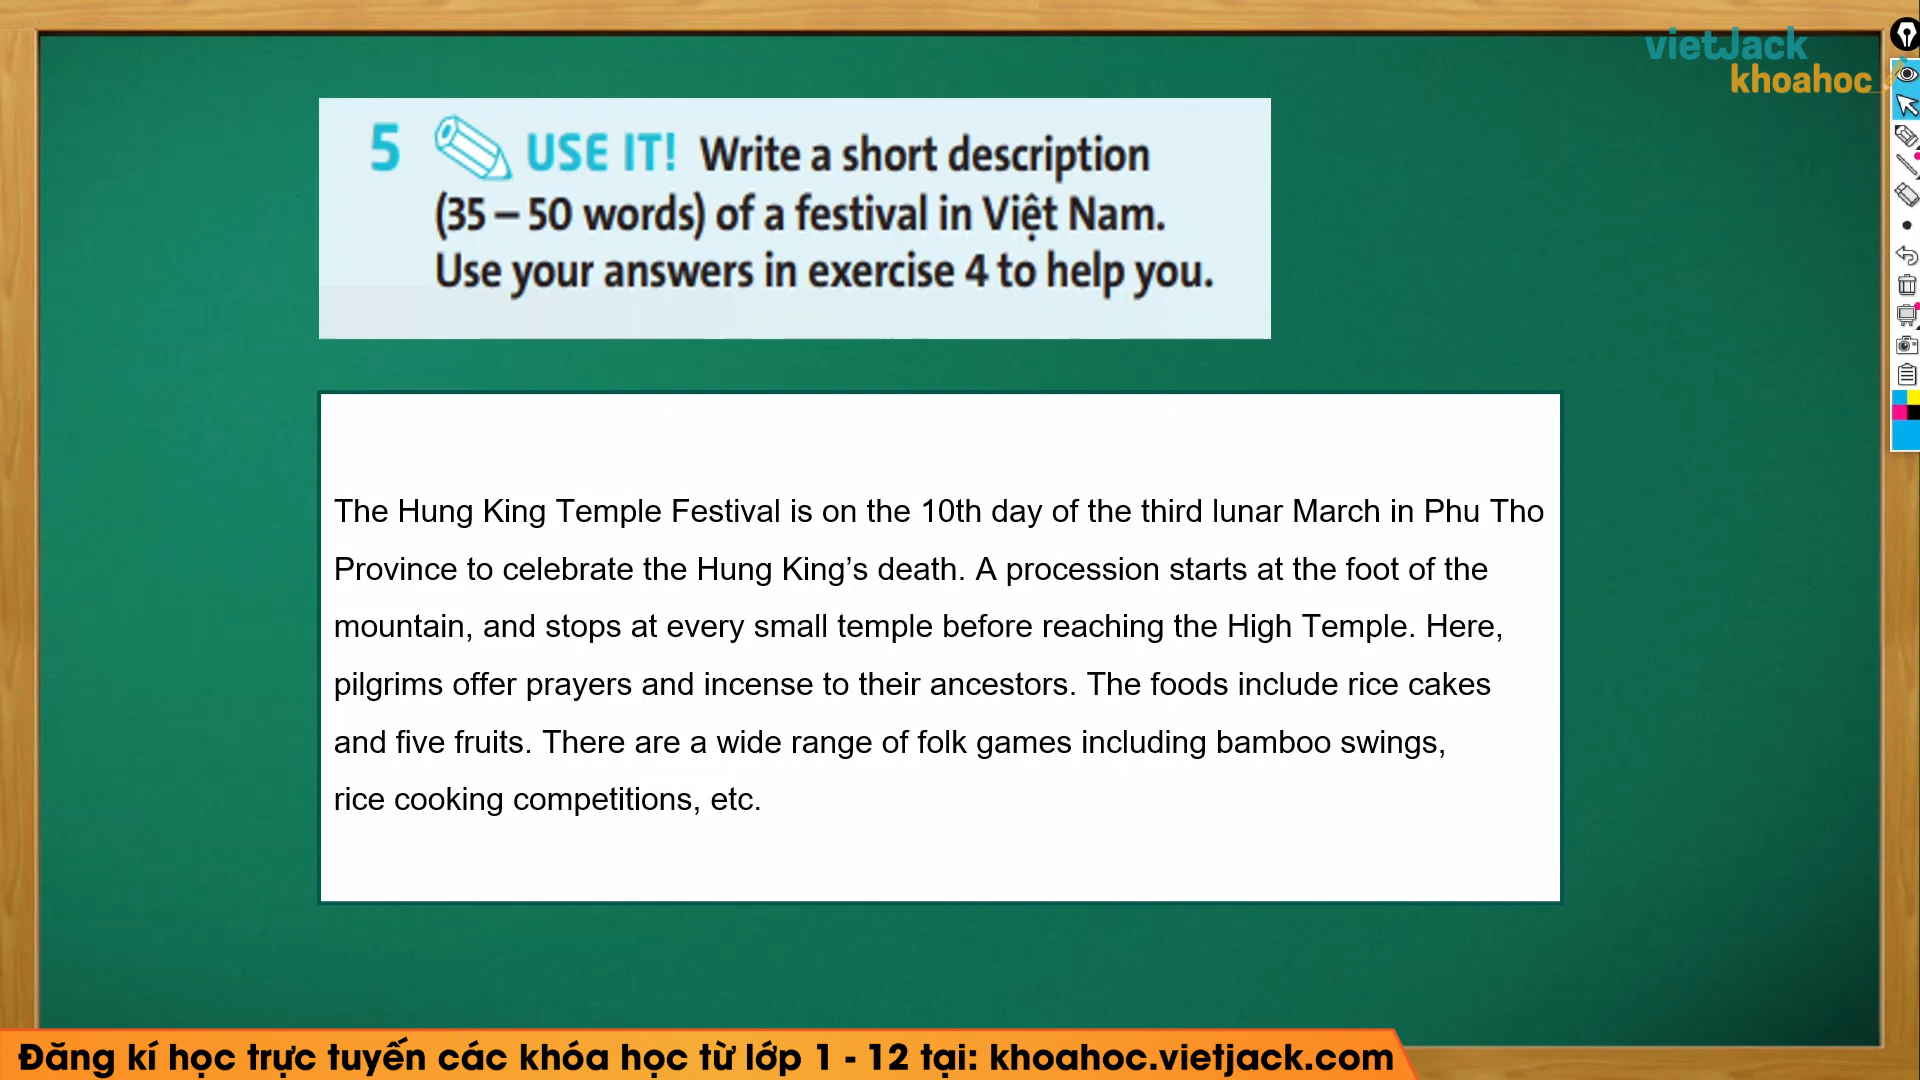 vietJack
khoahoc
5 USE IT! Write a short description
(35 – 50 words) of a festival in Việt Nam.
Use your answers in exercise 4 to help you.
The Hung King Temple Festival is on the 10th day of the third lunar March in Phu Tho
Province to celebrate the Hung King’s death. A procession starts at the foot of the
mountain, and stops at every small temple before reaching the High Temple. Here,
pilgrims offer prayers and incense to their ancestors. The foods include rice cakes
and five fruits. There are a wide range of folk games including bamboo swings,
rice cooking competitions, etc.
Đăng kí học trực tuyến các khóa học từ lớp 1 - 12 tại: khoahoc.vietjack.com